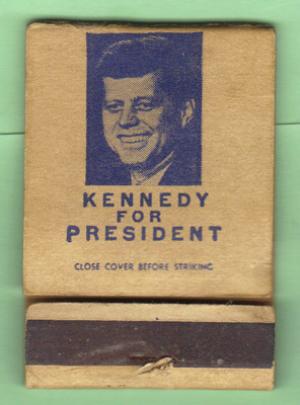 KENNEDY
FOR
PRESIDENT
CLOSE COVER BEFORE STRIKING